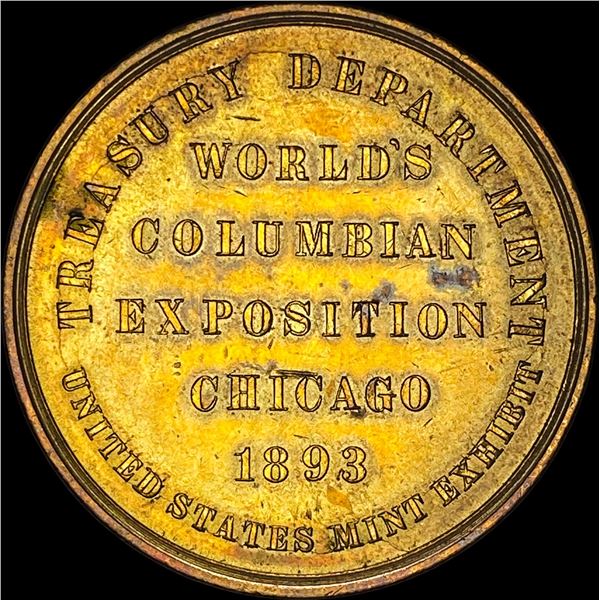 TREASURY DEPARTMENT
WORLD'S
COLUMBIAN
EXPOSITION
CHICAGO
1893
UNITED STATES MINT EXHIBIT